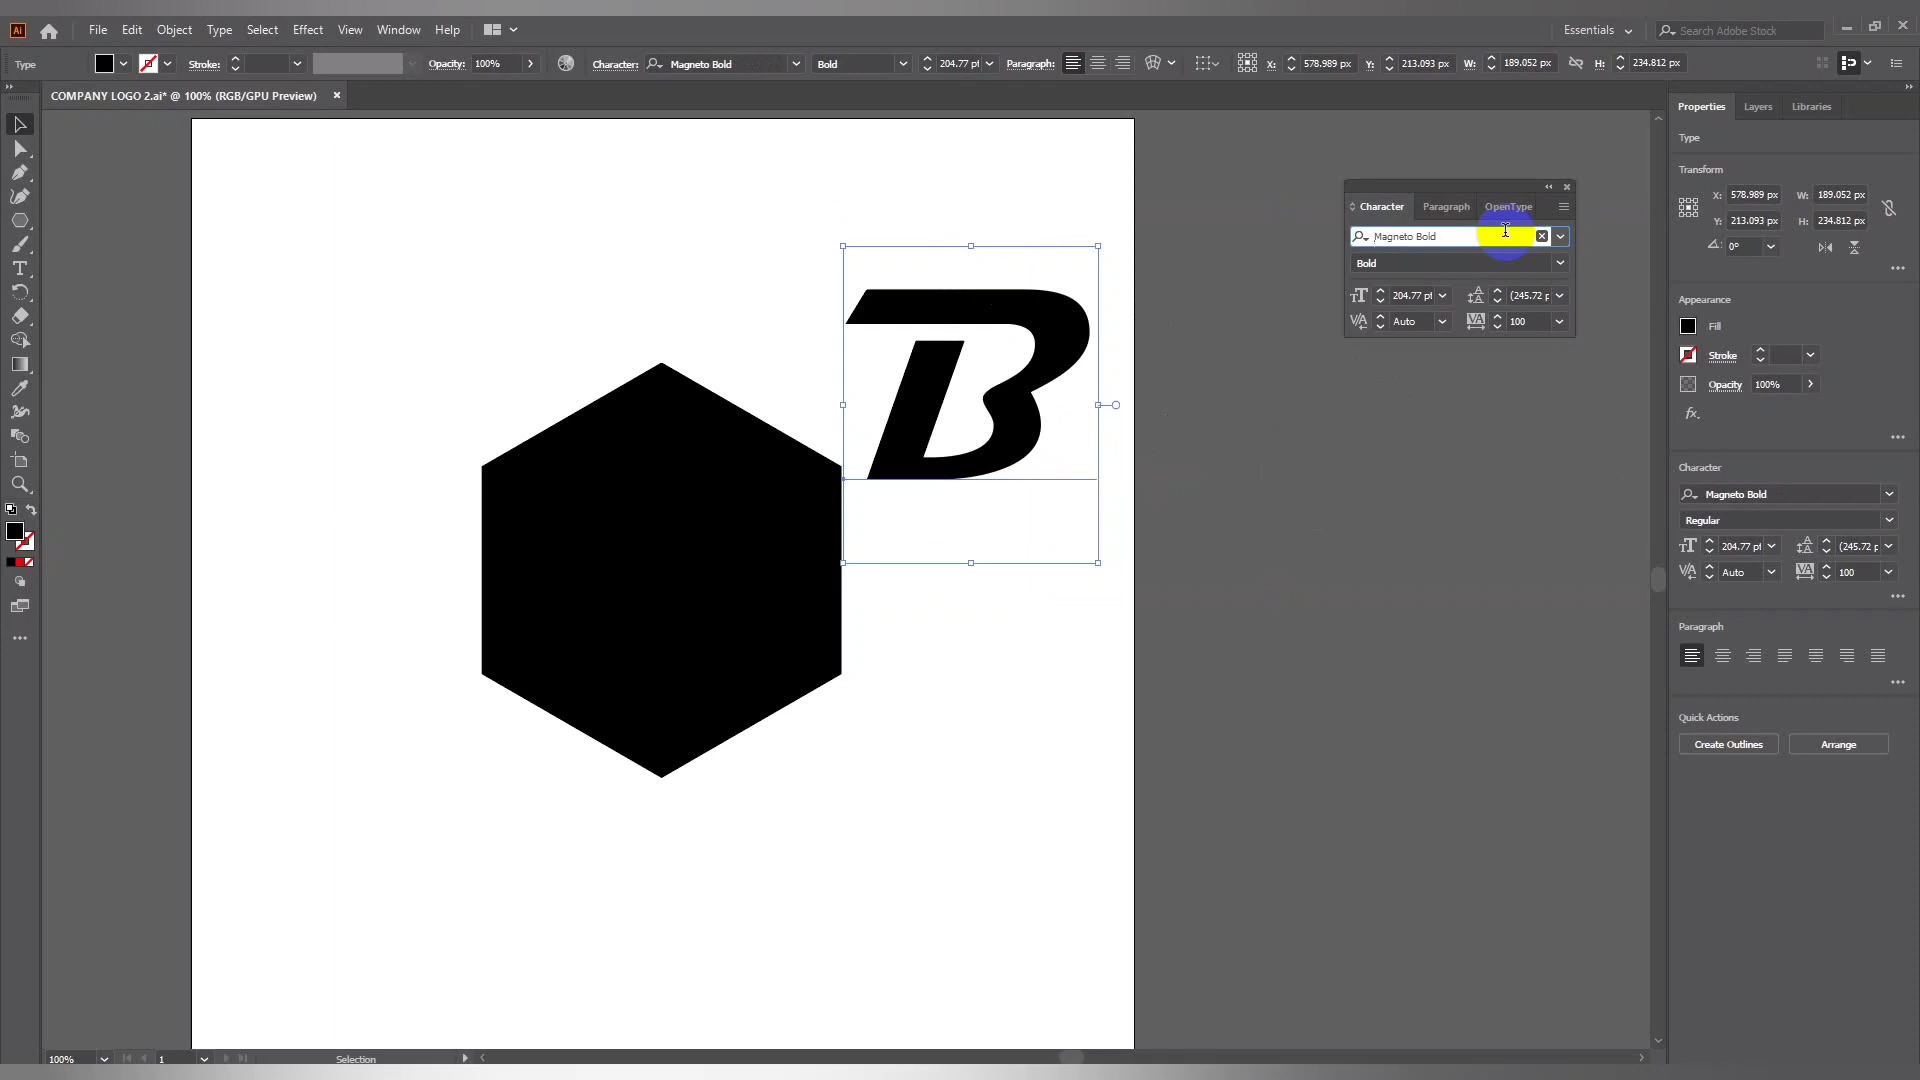 Ai File Edit Object Type Select Effect View Window Help Essentials Search Adobe Stock
Type Stroke: Opacity: 100% Character: Magneto Bold Bold 204.77 pt Paragraph: X: 578.989 px Y: 213.093 px W: 189.052 px H: 234.812 px
COMPANY LOGO 2.ai* @ 100% (RGB/GPU Preview)
B
Character Paragraph OpenType
Magneto Bold
Bold
204.77 pt (245.72 p
Auto 100
Properties Layers Libraries
Type
Transform
X: 578.989 px W: 189.052 px
Y: 213.093 px H: 234.812 px
0°
Appearance
Fill
Stroke
Opacity 100%
fx.
Character
Magneto Bold
Regular
204.77 pt (245.72 p
Auto 100
Paragraph
Quick Actions
Create Outlines Arrange
100% 1 Selection